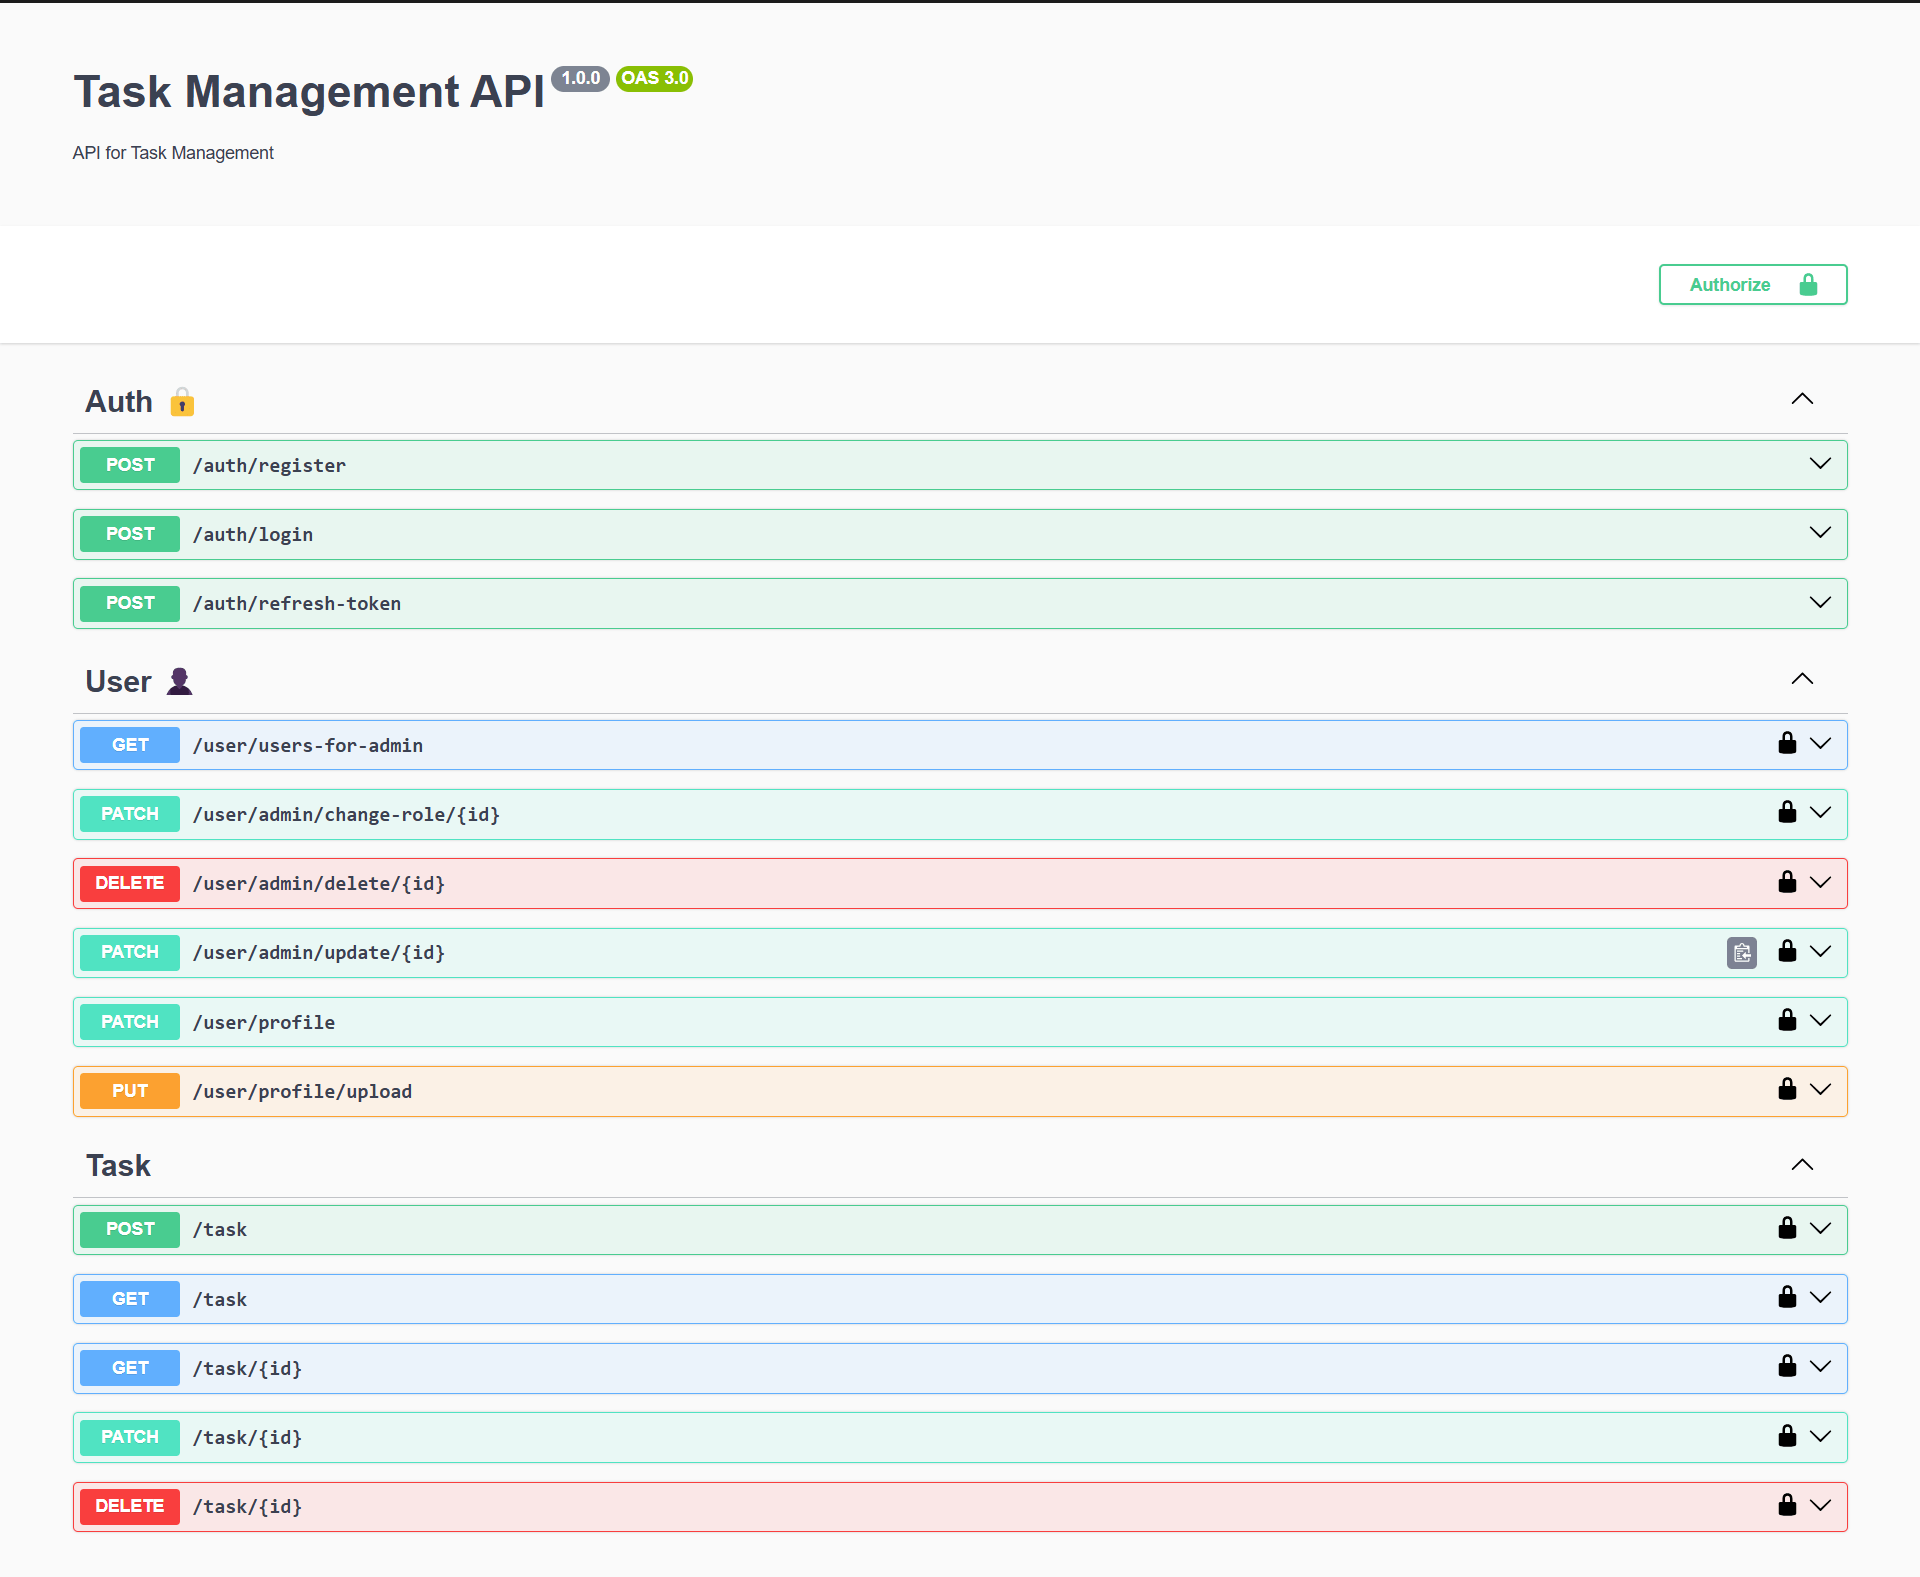 Task Management API 1.0.0 OAS 3.0
API for Task Management
Authorize
Auth
POST /auth/register
POST /auth/login
POST /auth/refresh-token
User
GET /user/users-for-admin
PATCH /user/admin/change-role/{id}
DELETE /user/admin/delete/{id}
PATCH /user/admin/update/{id}
PATCH /user/profile
PUT /user/profile/upload
Task
POST /task
GET /task
GET /task/{id}
PATCH /task/{id}
DELETE /task/{id}